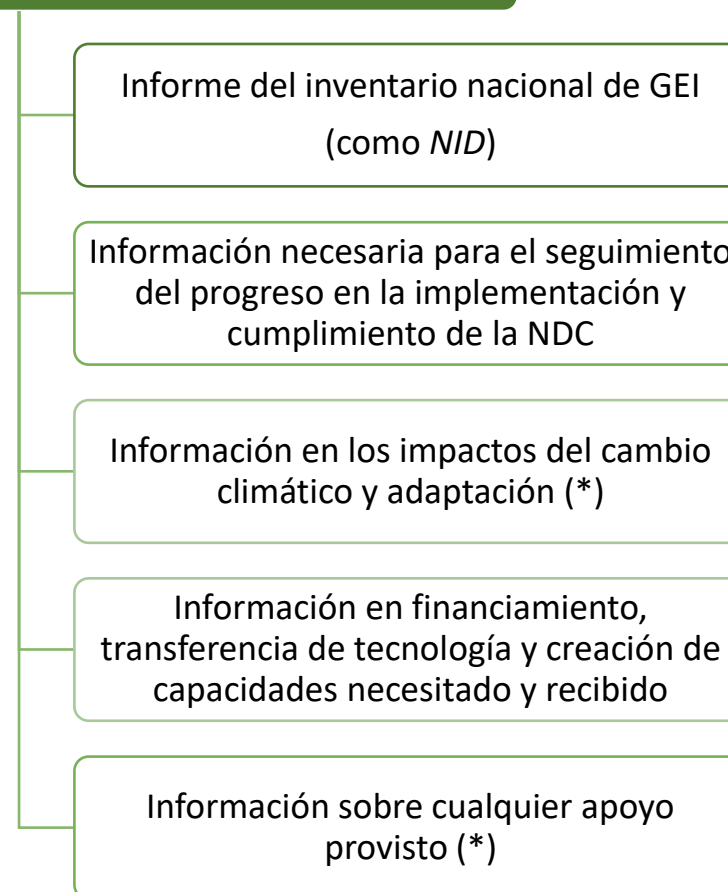 Informe del inventario nacional de GEI
(como NID)
Información necesaria para el seguimiento
del progreso en la implementación y
cumplimiento de la NDC
Información en los impactos del cambio
climático y adaptación (*)
Información en financiamiento,
transferencia de tecnología y creación de
capacidades necesitado y recibido
Información sobre cualquier apoyo
provisto (*)